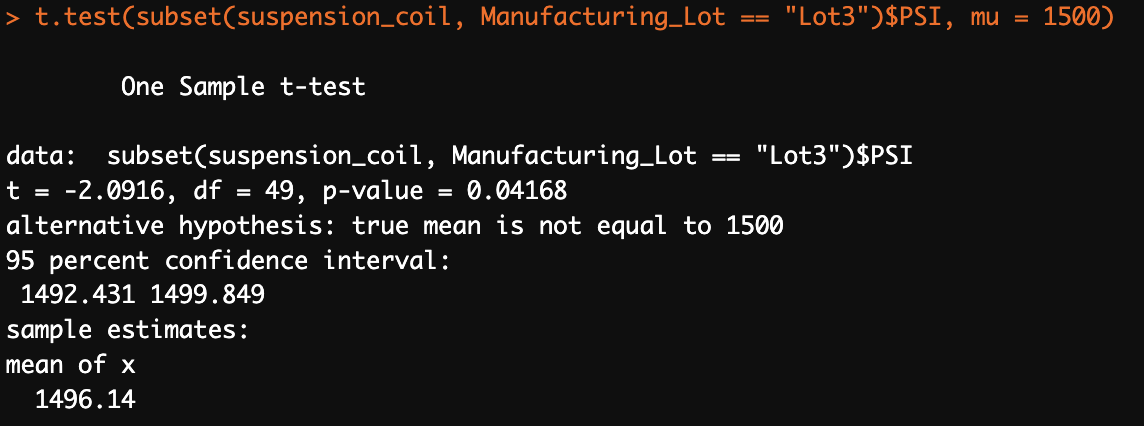 > t.test(subset(suspension_coil, Manufacturing_Lot == "Lot3")$PSI, mu = 1500)
One Sample t-test
data:  subset(suspension_coil, Manufacturing_Lot == "Lot3")$PSI
t = -2.0916, df = 49, p-value = 0.04168
alternative hypothesis: true mean is not equal to 1500
95 percent confidence interval:
1492.431 1499.849
sample estimates:
mean of x
1496.14